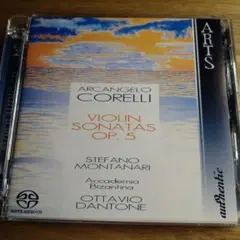 ARCANGELO
CORELLI
VIOLIN
SONATAS
OP. 5
STEFANO
MONTANARI
Accademia
Bizantina
OTTAVIO
DANTONE
ARTS
authentic